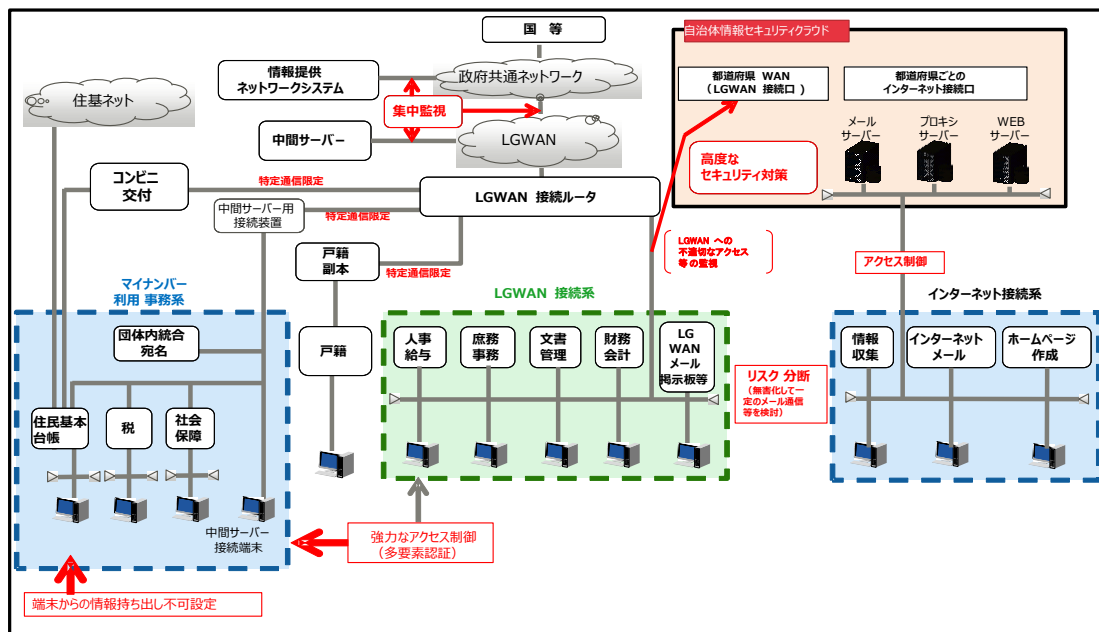 国 等
自治体情報セキュリティクラウド
情報提供
ネットワークシステム
政府共通ネットワーク
都道府県 WAN
（LGWAN 接続口 ）
都道府県ごとの
インターネット接続口
住基ネット
集中監視
中間サーバー
LGWAN
メール
サーバー
プロキシ
サーバー
WEB
サーバー
高度な
セキュリティ対策
コンビニ
交付
特定通信限定
LGWAN 接続ルータ
中間サーバー用
接続装置
特定通信限定
戸籍
副本
特定通信限定
LGWAN への
不適切なアクセス
等の監視
アクセス制御
マイナンバー
利用 事務系
LGWAN 接続系
インターネット接続系
団体内統合
宛名
戸籍
人事
給与
庶務
事務
文書
管理
財務
会計
LG
WAN
メール
掲示板等
情報
収集
インターネット
メール
ホームページ
作成
リスク 分断
（無害化して一
定のメール通信
等を検討）
住民基本
台帳
税
社会
保障
中間サーバー
接続端末
強力なアクセス制御
（多要素認証）
端末からの情報持ち出し不可設定